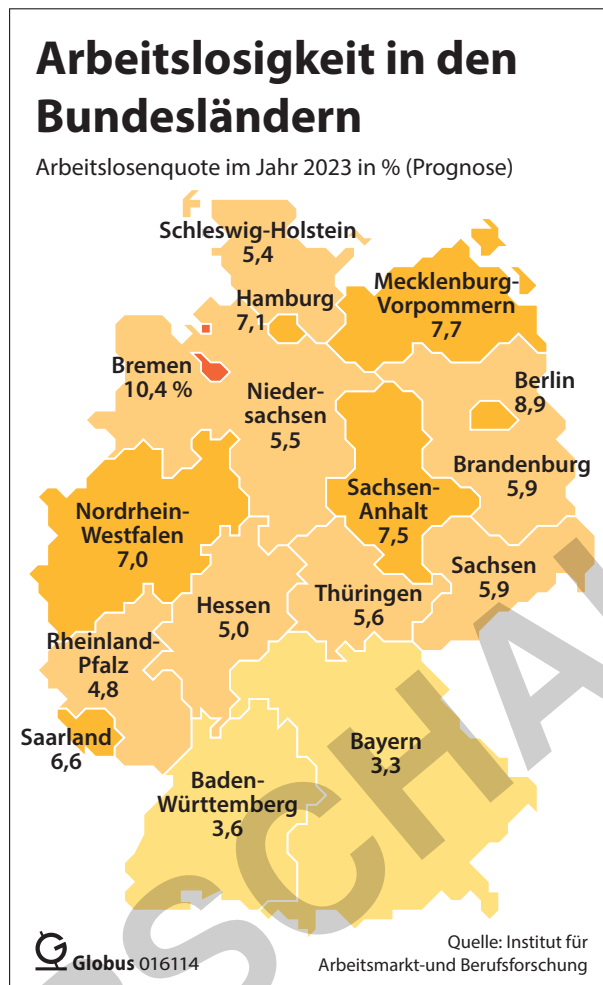 Arbeitslosigkeit in den
Bundesländern
Arbeitslosenquote im Jahr 2023 in % (Prognose)
Schleswig-Holstein
5,4
Hamburg
7,1
Mecklenburg-
Vorpommern
7,7
Bremen
10,4 %
Nieder-
sachsen
5,5
Berlin
8,9
Brandenburg
5,9
Nordrhein-
Westfalen
7,0
Sachsen-
Anhalt
7,5
Sachsen
5,9
Hessen
5,0
Thüringen
5,6
Rheinland-
Pfalz
4,8
Saarland
6,6
Bayern
3,3
Baden-
Württemberg
3,6
Globus 016114
Quelle: Institut für
Arbeitsmarkt-und Berufsforschung